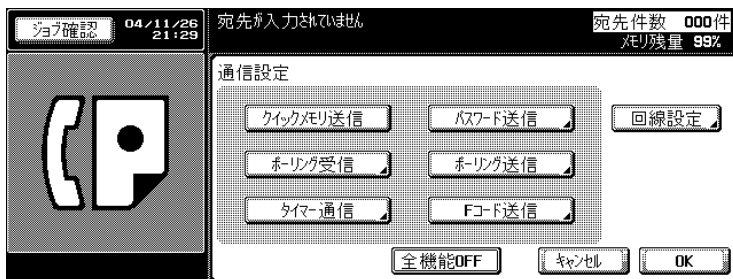 ジョブ確認 04/11/26 21:29
宛先が入力されていません
宛先件数 000件
メモリ残量 99%
通信設定
クイックメモリ送信 パスワード送信 回線設定
ポーリング受信 ポーリング送信
タイマー通信 Fコード送信
全機能OFF キャンセル OK